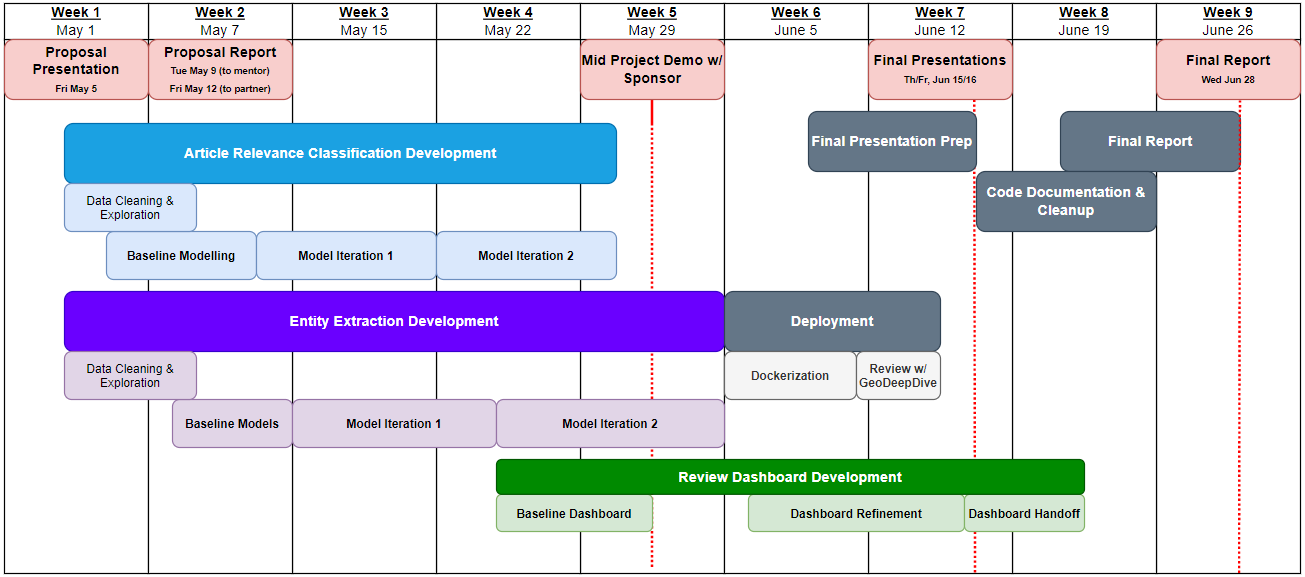 Week 1
May 1
Week 2
May 7
Week 3
May 15
Week 4
May 22
Week 5
May 29
Week 6
June 5
Week 7
June 12
Week 8
June 19
Week 9
June 26
Proposal
Presentation
Fri May 5
Proposal Report
Tue May 9 (to mentor)
Fri May 12 (to partner)
Mid Project Demo w/
Sponsor
Final Presentations
Th/Fr, Jun 15/16
Final Report
Wed Jun 28
Article Relevance Classification Development
Final Presentation Prep
Final Report
Data Cleaning &
Exploration
Code Documentation &
Cleanup
Baseline Modelling
Model Iteration 1
Model Iteration 2
Entity Extraction Development
Deployment
Data Cleaning &
Exploration
Dockerization
Review w/
GeoDeepDive
Baseline Models
Model Iteration 1
Model Iteration 2
Review Dashboard Development
Baseline Dashboard
Dashboard Refinement
Dashboard Handoff